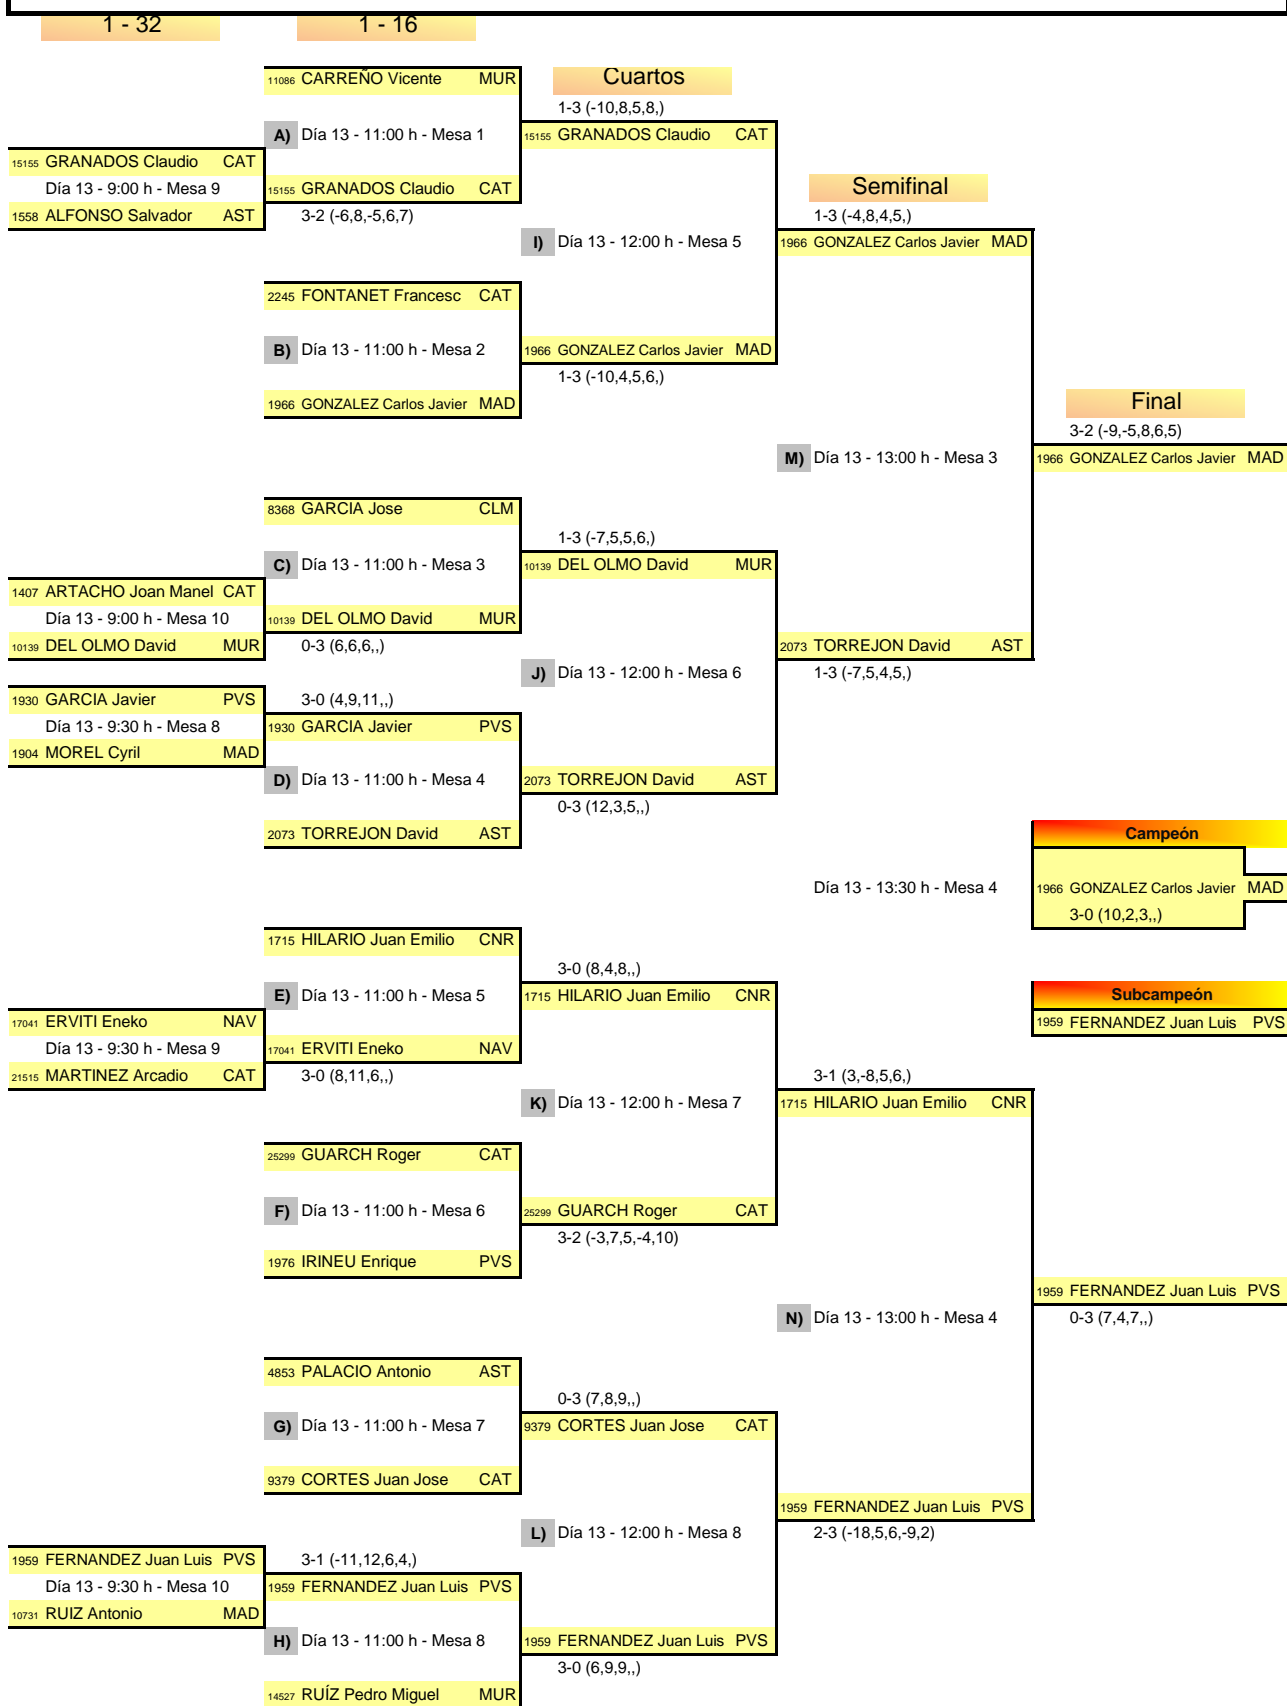 1 - 32
1 - 16
11086 CARREÑO Vicente MUR
Cuartos
1-3 (-10,8,5,8,)
A) Día 13 - 11:00 h - Mesa 1
15155 GRANADOS Claudio CAT
15155 GRANADOS Claudio CAT
Día 13 - 9:00 h - Mesa 9
15155 GRANADOS Claudio CAT
Semifinal
1558 ALFONSO Salvador AST
3-2 (-6,8,-5,6,7)
1-3 (-4,8,4,5,)
I) Día 13 - 12:00 h - Mesa 5
1966 GONZALEZ Carlos Javier MAD
2245 FONTANET Francesc CAT
B) Día 13 - 11:00 h - Mesa 2
1966 GONZALEZ Carlos Javier MAD
1-3 (-10,4,5,6,)
1966 GONZALEZ Carlos Javier MAD
Final
3-2 (-9,-5,8,6,5)
M) Día 13 - 13:00 h - Mesa 3
1966 GONZALEZ Carlos Javier MAD
8368 GARCIA Jose CLM
1-3 (-7,5,5,6,)
C) Día 13 - 11:00 h - Mesa 3
10139 DEL OLMO David MUR
1407 ARTACHO Joan Manel CAT
Día 13 - 9:00 h - Mesa 10
10139 DEL OLMO David MUR
10139 DEL OLMO David MUR
0-3 (6,6,6,,)
2073 TORREJON David AST
J) Día 13 - 12:00 h - Mesa 6
1-3 (-7,5,4,5,)
1930 GARCIA Javier PVS
3-0 (4,9,11,,)
Día 13 - 9:30 h - Mesa 8
1930 GARCIA Javier PVS
1904 MOREL Cyril MAD
D) Día 13 - 11:00 h - Mesa 4
2073 TORREJON David AST
0-3 (12,3,5,,)
2073 TORREJON David AST
Campeón
Día 13 - 13:30 h - Mesa 4
1966 GONZALEZ Carlos Javier MAD
3-0 (10,2,3,,)
1715 HILARIO Juan Emilio CNR
3-0 (8,4,8,,)
E) Día 13 - 11:00 h - Mesa 5
1715 HILARIO Juan Emilio CNR
Subcampeón
17041 ERVITI Eneko NAV
1959 FERNANDEZ Juan Luis PVS
Día 13 - 9:30 h - Mesa 9
17041 ERVITI Eneko NAV
21515 MARTINEZ Arcadio CAT
3-0 (8,11,6,,)
3-1 (3,-8,5,6,)
K) Día 13 - 12:00 h - Mesa 7
1715 HILARIO Juan Emilio CNR
25299 GUARCH Roger CAT
F) Día 13 - 11:00 h - Mesa 6
25299 GUARCH Roger CAT
3-2 (-3,7,5,-4,10)
1976 IRINEU Enrique PVS
1959 FERNANDEZ Juan Luis PVS
N) Día 13 - 13:00 h - Mesa 4
0-3 (7,4,7,,)
4853 PALACIO Antonio AST
0-3 (7,8,9,,)
G) Día 13 - 11:00 h - Mesa 7
9379 CORTES Juan Jose CAT
9379 CORTES Juan Jose CAT
1959 FERNANDEZ Juan Luis PVS
L) Día 13 - 12:00 h - Mesa 8
2-3 (-18,5,6,-9,2)
1959 FERNANDEZ Juan Luis PVS
3-1 (-11,12,6,4,)
Día 13 - 9:30 h - Mesa 10
1959 FERNANDEZ Juan Luis PVS
10731 RUIZ Antonio MAD
H) Día 13 - 11:00 h - Mesa 8
1959 FERNANDEZ Juan Luis PVS
3-0 (6,9,9,,)
14527 RUÍZ Pedro Miguel MUR